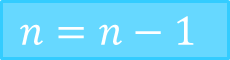 n = n − 1